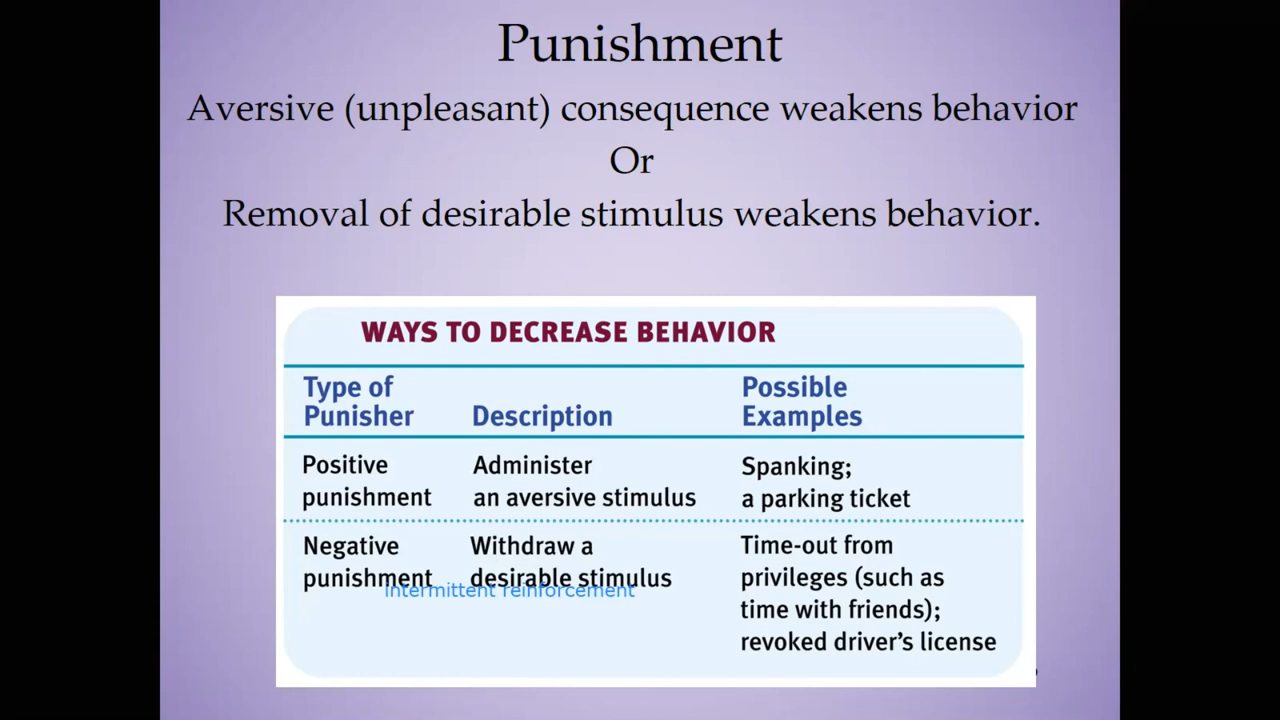 Punishment
Aversive (unpleasant) consequence weakens behavior
Or
Removal of desirable stimulus weakens behavior.
WAYS TO DECREASE BEHAVIOR
Type of Punisher
Description
Possible Examples
Positive punishment
Administer an aversive stimulus
Spanking; a parking ticket
Negative punishment
Withdraw a desirable stimulus
Time-out from privileges (such as time with friends); revoked driver's license
intermittent reinforcement